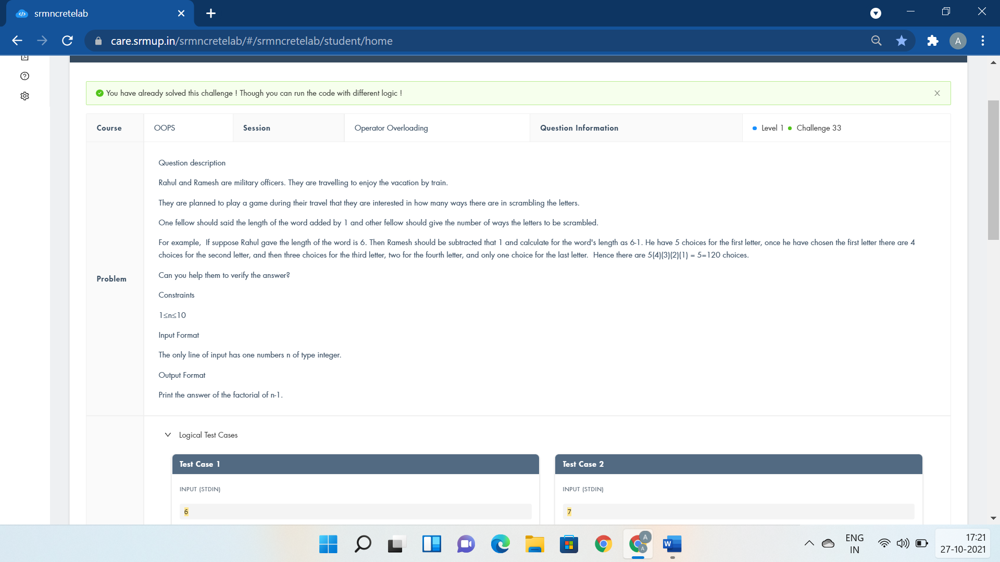 srmncretelab
care.srmup.in/srmncretelab/#/srmncretelab/student/home
A
You have already solved this challenge ! Though you can run the code with different logic !
Course
OOPS
Session
Operator Overloading
Question Information
Level 1
Challenge 33
Problem
Question description
Rahul and Ramesh are military officers. They are travelling to enjoy the vacation by train.
They are planned to play a game during their travel that they are interested in how many ways there are in scrambling the letters.
One fellow should said the length of the word added by 1 and other fellow should give the number of ways the letters to be scrambled.
For example, If suppose Rahul gave the length of the word is 6. Then Ramesh should be subtracted that 1 and calculate for the word's length as 6-1. He have 5 choices for the first letter, once he have chosen the first letter there are 4
choices for the second letter, and then three choices for the third letter, two for the fourth letter, and only one choice for the last letter. Hence there are 5(4)(3)(2)(1) = 5=120 choices.
Can you help them to verify the answer?
Constraints
1≤n≤10
Input Format
The only line of input has one numbers n of type integer.
Output Format
Print the answer of the factorial of n-1.
Logical Test Cases
Test Case 1
INPUT (STDIN)
6
Test Case 2
INPUT (STDIN)
7
A
A
W
ENG
IN
17:21
27-10-2021